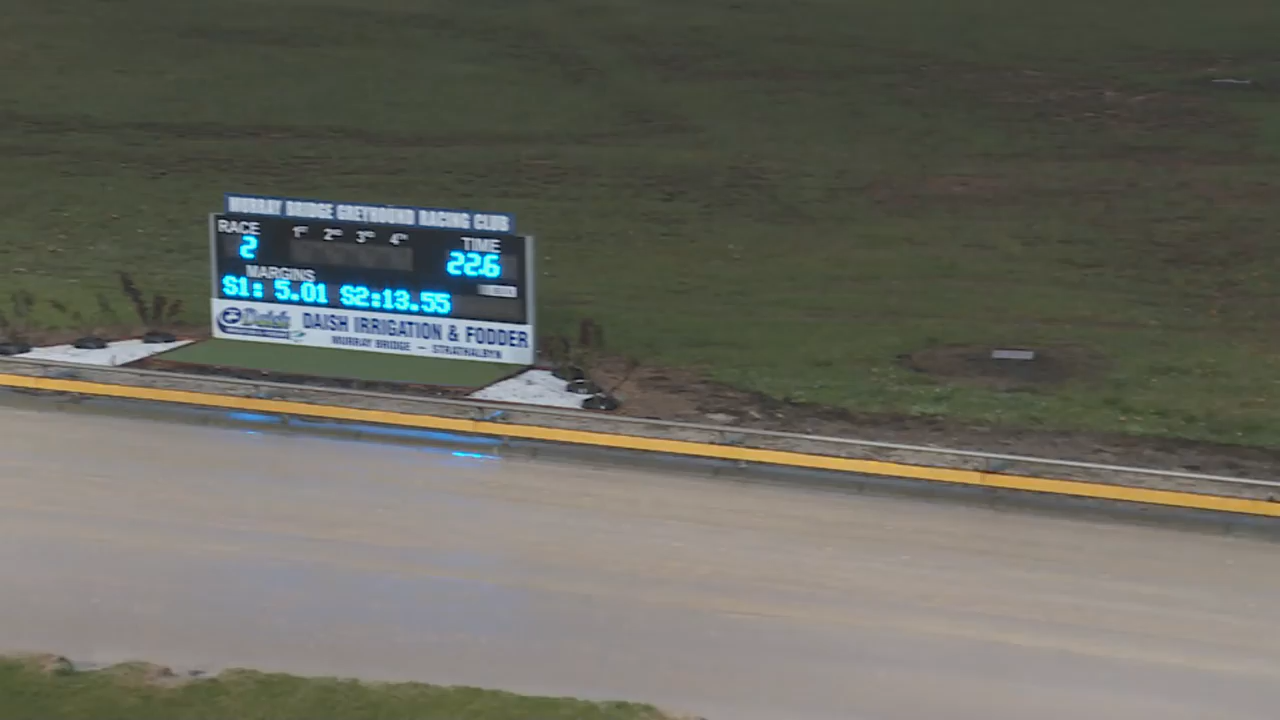 MURRAY BRIDGE GREYHOUND RACING CLUB
RACE 1ST 2ND 3RD 4TH TIME
2 22.6
MARGINS
S1: 5.01 S2:13.55
Daish DAISH IRRIGATION & FODDER
MURRAY BRIDGE - STRATHALBYN